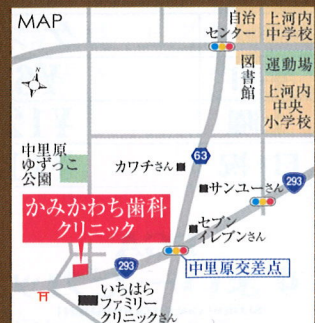 MAP
N
自治
センター
上河内
中学校
図書館
運動場
上河内
中央
小学校
中里原
ゆずっこ
公園
カワチさん
63
サンユーさん
293
かみかわち歯科
クリニック
セブン
イレブンさん
293
中里原交差点
いちはら
ファミリー
クリニックさん